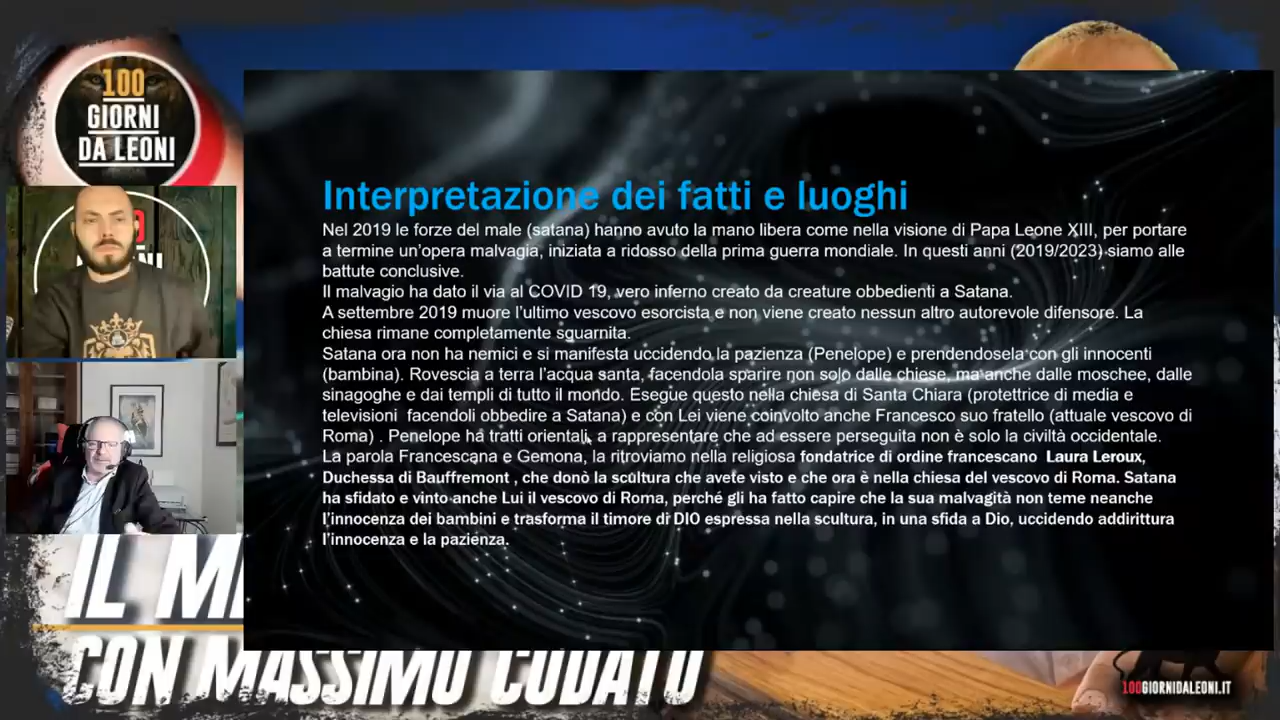 100
GIORNI
DA LEONI
Interpretazione dei fatti e luoghi
Nel 2019 le forze del male (satana) hanno avuto la mano libera come nella visione di Papa Leone XIII, per portare
a termine un'opera malvagia, iniziata a ridosso della prima guerra mondiale. In questi anni (2019/2023) siamo alle
battute conclusive.
Il malvagio ha dato il via al COVID 19, vero inferno creato da creature obbedienti a Satana.
A settembre 2019 muore l'ultimo vescovo esorcista e non viene creato nessun altro autorevole difensore. La
chiesa rimane completamente squarnita.
Satana ora non ha nemici e si manifesta uccidendo la pazienza (Penelope) e prendendosela con gli innocenti
(bambina). Rovescia a terra l'acqua santa, facendola sparire non solo dalle chiese, ma anche dalle moschee, dalle
sinagoghe e dai templi di tutto il mondo. Esegue questo nella chiesa di Santa Chiara (protettrice di media e
televisioni facendoli obbedire a Satana) e con Lei viene coinvolto anche Francesco suo fratello (attuale vescovo di
Roma) . Penelope ha tratti orientali, a rappresentare che ad essere perseguita non è solo la civiltà occidentale.
La parola Francescana e Gemona, la ritroviamo nella religiosa fondatrice di ordine francescano Laura Leroux,
Duchessa di Bauffremont , che donò la scultura che avete visto e che ora è nella chiesa del vescovo di Roma. Satana
ha sfidato e vinto anche Lui il vescovo di Roma, perché gli ha fatto capire che la sua malvagità non teme neanche
l'innocenza dei bambini e trasforma il timore di DIO espressa nella scultura, in una sfida a Dio, uccidendo addirittura
l'innocenza e la pazienza.
IL
CON MASSIMO CODATO
100GIORNIDALEONI.IT